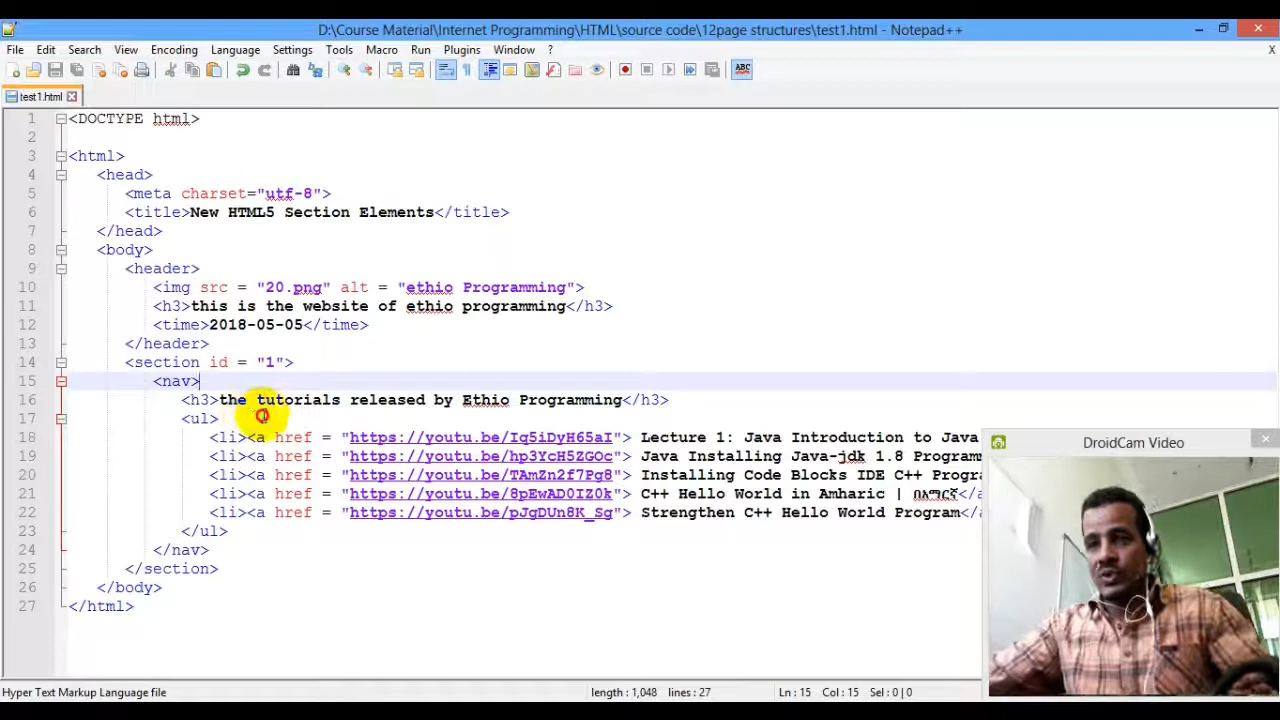 D:\Course Material\Internet Programming\HTML\source code\12page structures\test1.html - Notepad++
File Edit Search View Encoding Language Settings Tools Macro Run Plugins Window ? X
ABC
test1.html
1 <DOCTYPE html>
2
3 <html>
4 <head>
5 <meta charset="utf-8">
6 <title>New HTML5 Section Elements</title>
7 </head>
8 <body>
9 <header>
10 <img src = "20.png" alt = "ethio Programming">
11 <h3>this is the website of ethio programming</h3>
12 <time>2018-05-05</time>
13 </header>
14 <section id = "1">
15 <nav>
16 <h3>the tutorials released by Ethio Programming</h3>
17 <ul>
18 <li><a href = "https://youtu.be/Iq5iDyH65aI"> Lecture 1: Java Introduction to Java
19 <li><a href = "https://youtu.be/hp3YcH5ZGOc"> Java Installing Java-jdk 1.8 Programm
20 <li><a href = "https://youtu.be/TAmZn2f7Pg8"> Installing Code Blocks IDE C++ Progra
21 <li><a href = "https://youtu.be/8pEwAD0IZ0k"> C++ Hello World in Amharic | በአማርኛ</a
22 <li><a href = "https://youtu.be/pJgDUn8K_Sg"> Strengthen C++ Hello World Program</a
23 </ul>
24 </nav>
25 </section>
26 </body>
27 </html>
DroidCam Video
Hyper Text Markup Language file length : 1,048 lines : 27 Ln : 15 Col : 15 Sel : 0 | 0